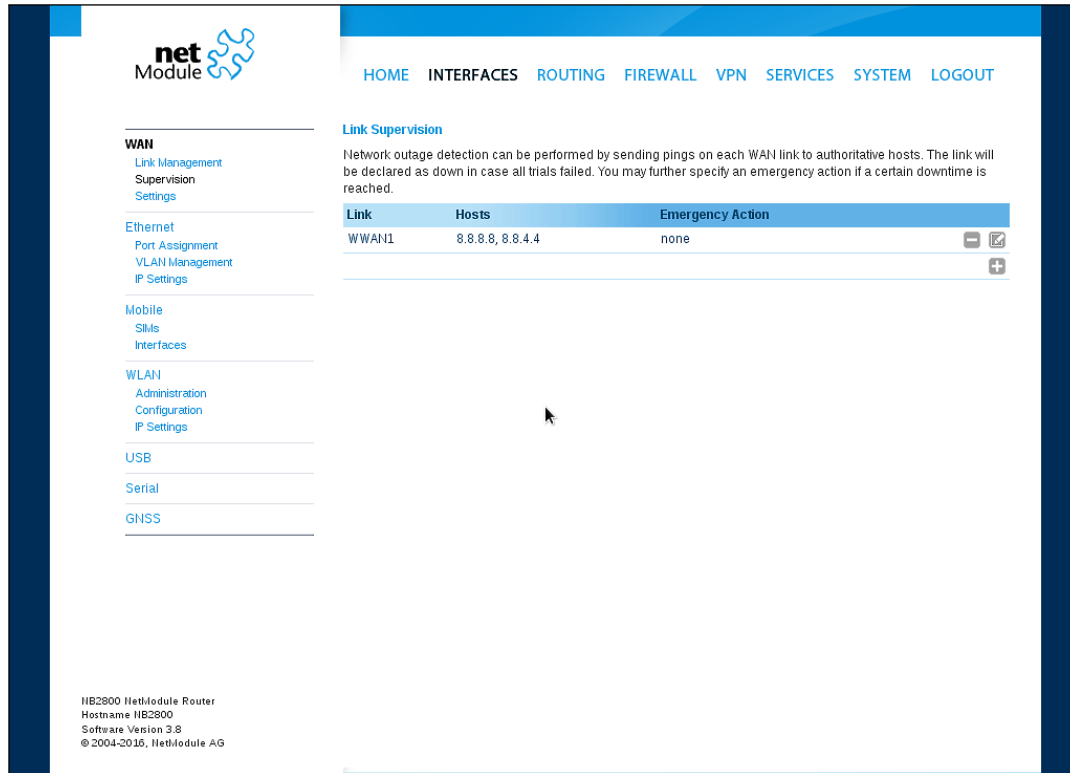 net
Module
HOME INTERFACES ROUTING FIREWALL VPN SERVICES SYSTEM LOGOUT
WAN
Link Management
Supervision
Settings
Ethernet
Port Assignment
VLAN Management
IP Settings
Mobile
SIMs
Interfaces
WLAN
Administration
Configuration
IP Settings
USB
Serial
GNSS
Link Supervision
Network outage detection can be performed by sending pings on each WAN link to authoritative hosts. The link will
be declared as down in case all trials failed. You may further specify an emergency action if a certain downtime is
reached.
Link Hosts Emergency Action
WWAN1 8.8.8.8, 8.8.4.4 none
NB2800 NetModule Router
Hostname NB2800
Software Version 3.8
© 2004-2016, NetModule AG